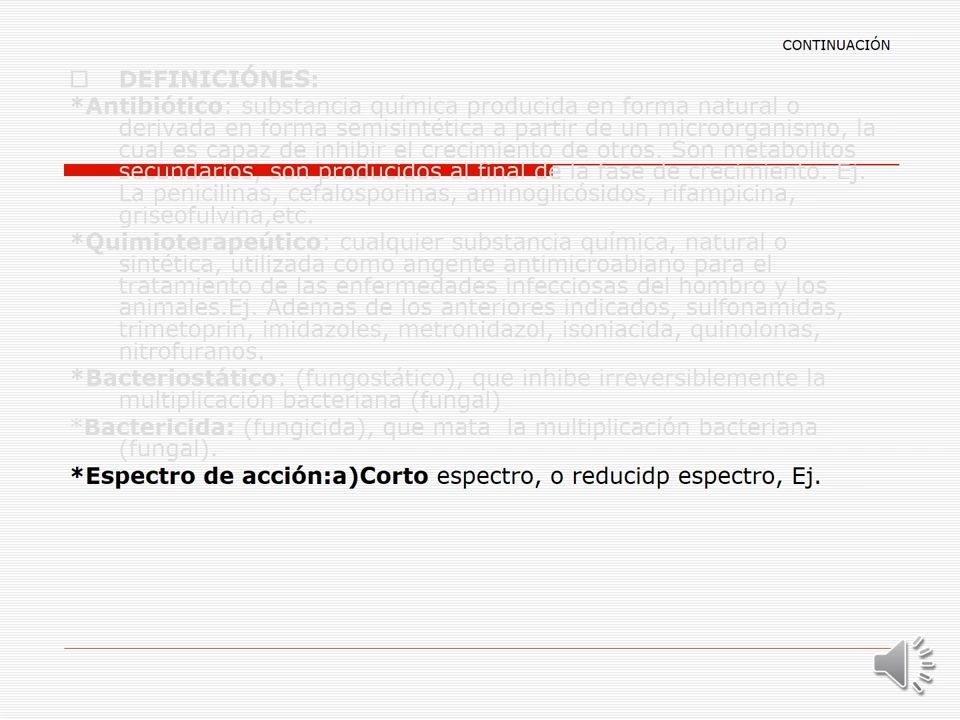 CONTINUACIÓN
DEFINICIÓNES:
*Antibiótico: substancia química producida en forma natural o
derivada en forma semisintética a partir de un microorganismo, la
cual es capaz de inhibir el crecimiento de otros. Son metabolitos
secundarios, son producidos al final de la fase de crecimiento. Ej.
La penicilinas, cefalosporinas, aminoglicósidos, rifampicina,
griseofulvina,etc.
*Quimioterapeútico: cualquier substancia química, natural o
sintética, utilizada como angente antimicroabiano para el
tratamiento de las enfermedades infecciosas del hombro y los
animales.Ej. Ademas de los anteriores indicados, sulfonamidas,
trimetoprin, imidazoles, metronidazol, isoniacida, quinolonas,
nitrofuranos.
*Bacteriostático: (fungostático), que inhibe irreversiblemente la
multiplicación bacteriana (fungal)
*Bactericida: (fungicida), que mata la multiplicación bacteriana
(fungal).
*Espectro de acción:a)Corto espectro, o reducidp espectro, Ej.